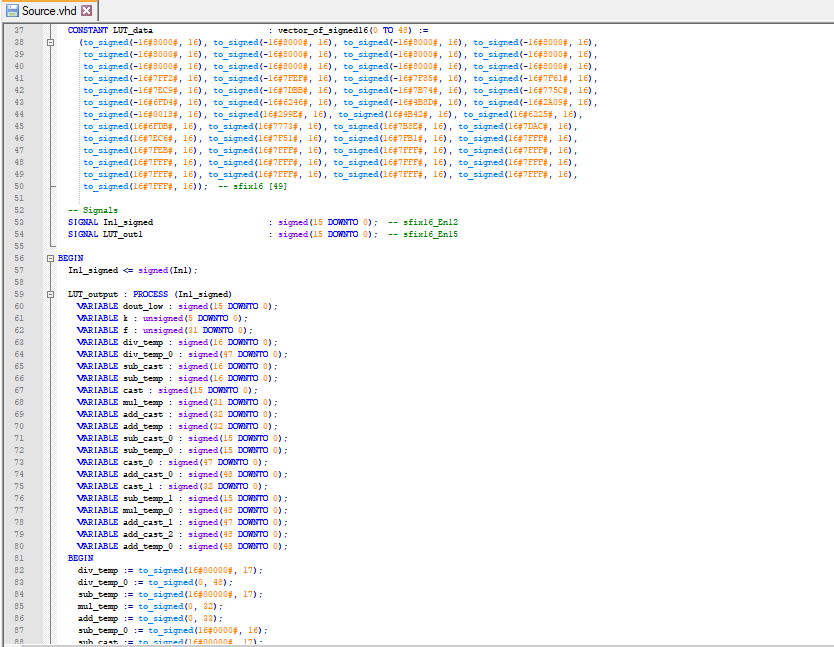 Source.vhd
37 CONSTANT LUT_data : vector_of_signed16(0 TO 48) :=
38 (to_signed(-16#8000#, 16), to_signed(-16#8000#, 16), to_signed(-16#8000#, 16), to_signed(-16#8000#, 16),
39 to_signed(-16#8000#, 16), to_signed(-16#8000#, 16), to_signed(-16#8000#, 16), to_signed(-16#8000#, 16),
40 to_signed(-16#8000#, 16), to_signed(-16#8000#, 16), to_signed(-16#8000#, 16), to_signed(-16#8000#, 16),
41 to_signed(-16#7FF2#, 16), to_signed(-16#7FEF#, 16), to_signed(-16#7F85#, 16), to_signed(-16#7F61#, 16),
42 to_signed(-16#7EC9#, 16), to_signed(-16#7DBB#, 16), to_signed(-16#7B74#, 16), to_signed(-16#775C#, 16),
43 to_signed(-16#6FD4#, 16), to_signed(-16#6246#, 16), to_signed(-16#4B8D#, 16), to_signed(-16#2A09#, 16),
44 to_signed(-16#0018#, 16), to_signed(16#299E#, 16), to_signed(16#4B42#, 16), to_signed(16#6225#, 16),
45 to_signed(16#6FDB#, 16), to_signed(16#7773#, 16), to_signed(16#7B8E#, 16), to_signed(16#7DAC#, 16),
46 to_signed(16#7EC6#, 16), to_signed(16#7F51#, 16), to_signed(16#7FB1#, 16), to_signed(16#7FFF#, 16),
47 to_signed(16#7FEB#, 16), to_signed(16#7FFF#, 16), to_signed(16#7FFF#, 16), to_signed(16#7FFF#, 16),
48 to_signed(16#7FFF#, 16), to_signed(16#7FFF#, 16), to_signed(16#7FFF#, 16), to_signed(16#7FFF#, 16),
49 to_signed(16#7FFF#, 16), to_signed(16#7FFF#, 16), to_signed(16#7FFF#, 16), to_signed(16#7FFF#, 16),
50 to_signed(16#7FFF#, 16)); -- sfix16 [49]
51
52 -- Signals
53 SIGNAL In1_signed : signed(15 DOWNTO 0); -- sfix16_En12
54 SIGNAL LUT_out1 : signed(15 DOWNTO 0); -- sfix16_En15
55
56 BEGIN
57 In1_signed <= signed(In1);
58
59 LUT_output : PROCESS (In1_signed)
60 VARIABLE dout_low : signed(15 DOWNTO 0);
61 VARIABLE k : unsigned(5 DOWNTO 0);
62 VARIABLE f : unsigned(31 DOWNTO 0);
63 VARIABLE div_temp : signed(16 DOWNTO 0);
64 VARIABLE div_temp_0 : signed(47 DOWNTO 0);
65 VARIABLE sub_cast : signed(16 DOWNTO 0);
66 VARIABLE sub_temp : signed(16 DOWNTO 0);
67 VARIABLE cast : signed(15 DOWNTO 0);
68 VARIABLE mul_temp : signed(31 DOWNTO 0);
69 VARIABLE add_cast : signed(32 DOWNTO 0);
70 VARIABLE add_temp : signed(32 DOWNTO 0);
71 VARIABLE sub_cast_0 : signed(15 DOWNTO 0);
72 VARIABLE sub_temp_0 : signed(15 DOWNTO 0);
73 VARIABLE cast_0 : signed(47 DOWNTO 0);
74 VARIABLE add_cast_0 : signed(48 DOWNTO 0);
75 VARIABLE cast_1 : signed(32 DOWNTO 0);
76 VARIABLE sub_temp_1 : signed(15 DOWNTO 0);
77 VARIABLE mul_temp_0 : signed(48 DOWNTO 0);
78 VARIABLE add_cast_1 : signed(47 DOWNTO 0);
79 VARIABLE add_cast_2 : signed(48 DOWNTO 0);
80 VARIABLE add_temp_0 : signed(48 DOWNTO 0);
81 BEGIN
82 div_temp := to_signed(16#00000#, 17);
83 div_temp_0 := to_signed(0, 48);
84 sub_temp := to_signed(16#00000#, 17);
85 mul_temp := to_signed(0, 32);
86 add_temp := to_signed(0, 33);
87 sub_temp_0 := to_signed(16#0000#, 16);
88 sub_cast := to_signed(16#00000#, 17);